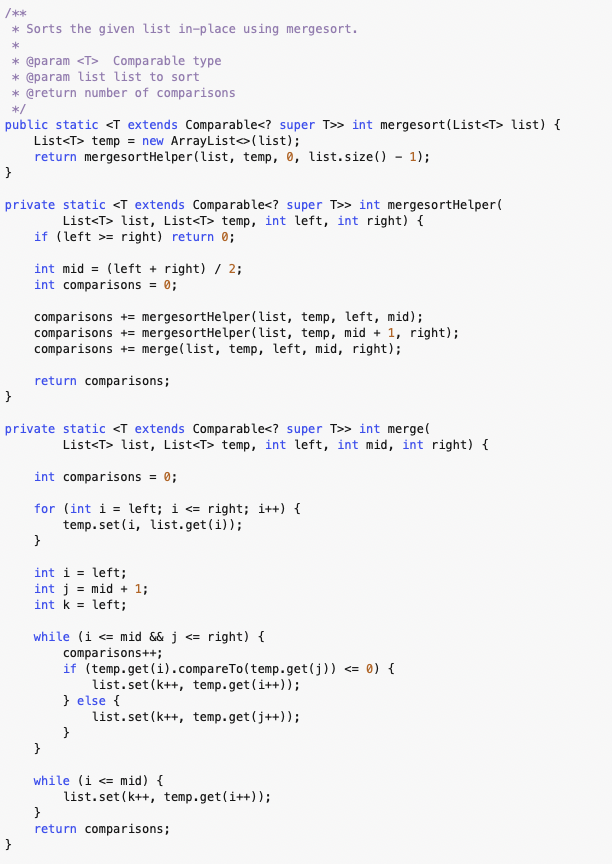 /**
 * Sorts the given list in-place using mergesort.
 *
 * @param <T>  Comparable type
 * @param list list to sort
 * @return number of comparisons
 */
public static <T extends Comparable<? super T>> int mergesort(List<T> list) {
    List<T> temp = new ArrayList<>(list);
    return mergesortHelper(list, temp, 0, list.size() - 1);
}

private static <T extends Comparable<? super T>> int mergesortHelper(
        List<T> list, List<T> temp, int left, int right) {
    if (left >= right) return 0;

    int mid = (left + right) / 2;
    int comparisons = 0;

    comparisons += mergesortHelper(list, temp, left, mid);
    comparisons += mergesortHelper(list, temp, mid + 1, right);
    comparisons += merge(list, temp, left, mid, right);

    return comparisons;
}

private static <T extends Comparable<? super T>> int merge(
        List<T> list, List<T> temp, int left, int mid, int right) {

    int comparisons = 0;

    for (int i = left; i <= right; i++) {
        temp.set(i, list.get(i));
    }

    int i = left;
    int j = mid + 1;
    int k = left;

    while (i <= mid && j <= right) {
        comparisons++;
        if (temp.get(i).compareTo(temp.get(j)) <= 0) {
            list.set(k++, temp.get(i++));
        } else {
            list.set(k++, temp.get(j++));
        }
    }

    while (i <= mid) {
        list.set(k++, temp.get(i++));
    }
    return comparisons;
}